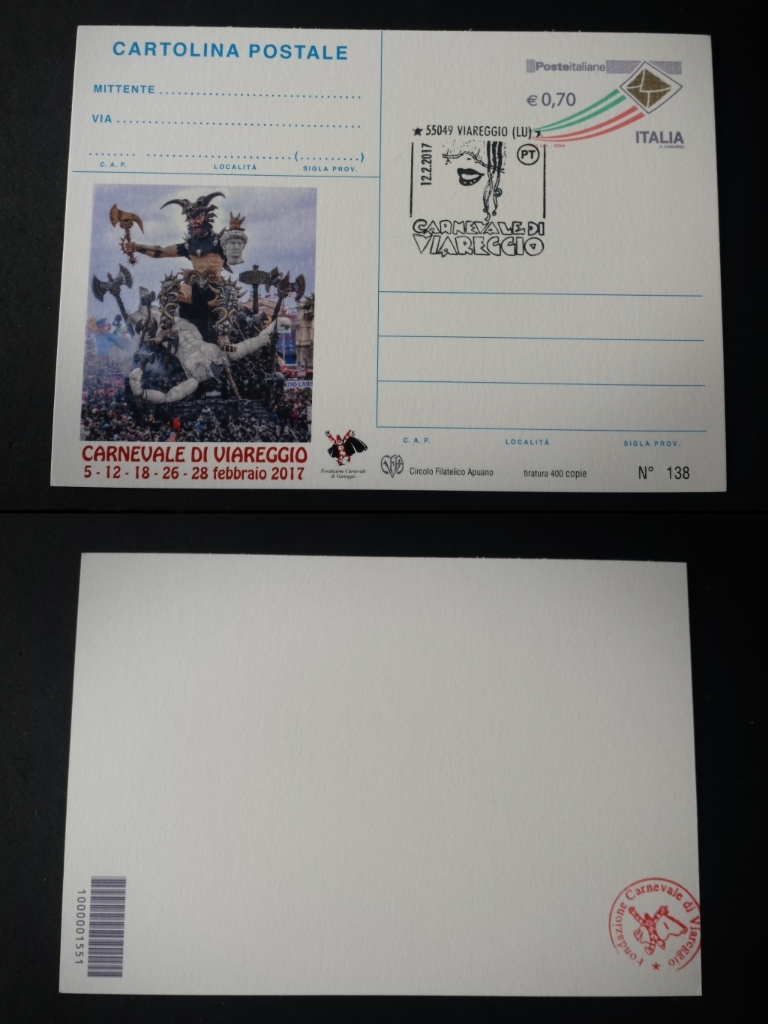 CARTOLINA POSTALE
MITTENTE
VIA
(..........)
C. A. P. LOCALITÀ SIGLA PROV.
Posteitaliane
€ 0,70
ITALIA
★ 55049 VIAREGGIO (LU) ★
12.2.2017
PT
CARNEVALE DI
VIAREGGIO
CARNEVALE DI VIAREGGIO
5 - 12 - 18 - 26 - 28 febbraio 2017
Fondazione Carnevale
di Viareggio
Circolo Filatelico Apuano
tiratura 400 copie
N° 138
C. A. P. LOCALITÀ SIGLA PROV.
1000001551
Fondazione Carnevale di Viareggio ★